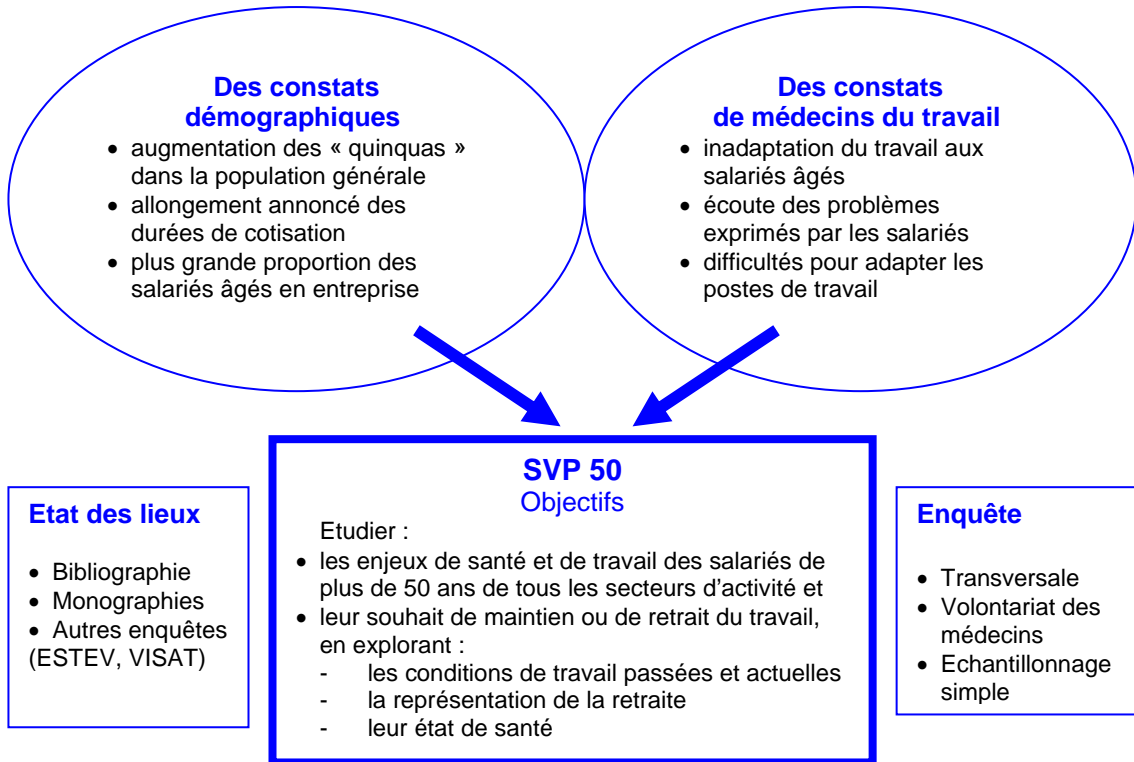 Des constats
démographiques
• augmentation des « quinquas »
dans la population générale
• allongement annoncé des
durées de cotisation
• plus grande proportion des
salariés âgés en entreprise
Des constats
de médecins du travail
• inadaptation du travail aux
salariés âgés
• écoute des problèmes
exprimés par les salariés
• difficultés pour adapter les
postes de travail
Etat des lieux
• Bibliographie
• Monographies
• Autres enquêtes
(ESTEV, VISAT)
SVP 50
Objectifs
Etudier :
• les enjeux de santé et de travail des salariés de
plus de 50 ans de tous les secteurs d’activité et
• leur souhait de maintien ou de retrait du travail,
en explorant :
- les conditions de travail passées et actuelles
- la représentation de la retraite
- leur état de santé
Enquête
• Transversale
• Volontariat des
médecins
• Echantillonnage
simple